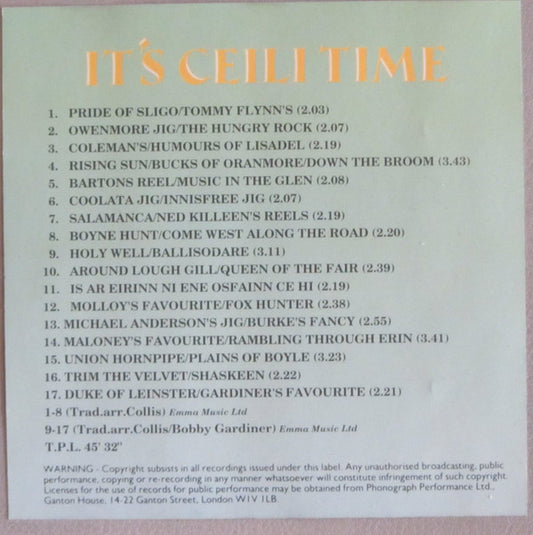 IT'S CEILI TIME
1. PRIDE OF SLIGO/TOMMY FLYNN'S (2.03)
2. OWENMORE JIG/THE HUNGRY ROCK (2.07)
3. COLEMAN'S/HUMOURS OF LISADEL (2.19)
4. RISING SUN/BUCKS OF ORANMORE/DOWN THE BROOM (3.43)
5. BARTONS REEL/MUSIC IN THE GLEN (2.08)
6. COOLATA JIG/INNISFREE JIG (2.07)
7. SALAMANCA/NED KILLEEN'S REELS (2.19)
8. BOYNE HUNT/COME WEST ALONG THE ROAD (2.20)
9. HOLY WELL/BALLISODARE (3.11)
10. AROUND LOUGH GILL/QUEEN OF THE FAIR (2.39)
11. IS AR EIRINN NI ENE OSFAINN CE HI (2.19)
12. MOLLOY'S FAVOURITE/FOX HUNTER (2.38)
13. MICHAEL ANDERSON'S JIG/BURKE'S FANCY (2.55)
14. MALONEY'S FAVOURITE/RAMBLING THROUGH ERIN (3.41)
15. UNION HORNPIPE/PLAINS OF BOYLE (3.23)
16. TRIM THE VELVET/SHASKEEN (2.22)
17. DUKE OF LEINSTER/GARDINER'S FAVOURITE (2.21)
1-8 (Trad.arr.Collis) Emma Music Ltd
9-17 (Trad.arr.Collis/Bobby Gardiner) Emma Music Ltd
T.P.L. 45' 32"
WARNING - Copyright subsists in all recordings issued under this label. Any unauthorised broadcasting, public
performance, copying or re-recording in any manner whatsoever will constitute infringement of such copyright.
Licenses for the use of records for public performance may be obtained from Phonograph Performance Ltd.,
Ganton House, 14-22 Ganton Street, London W1V 1LB.